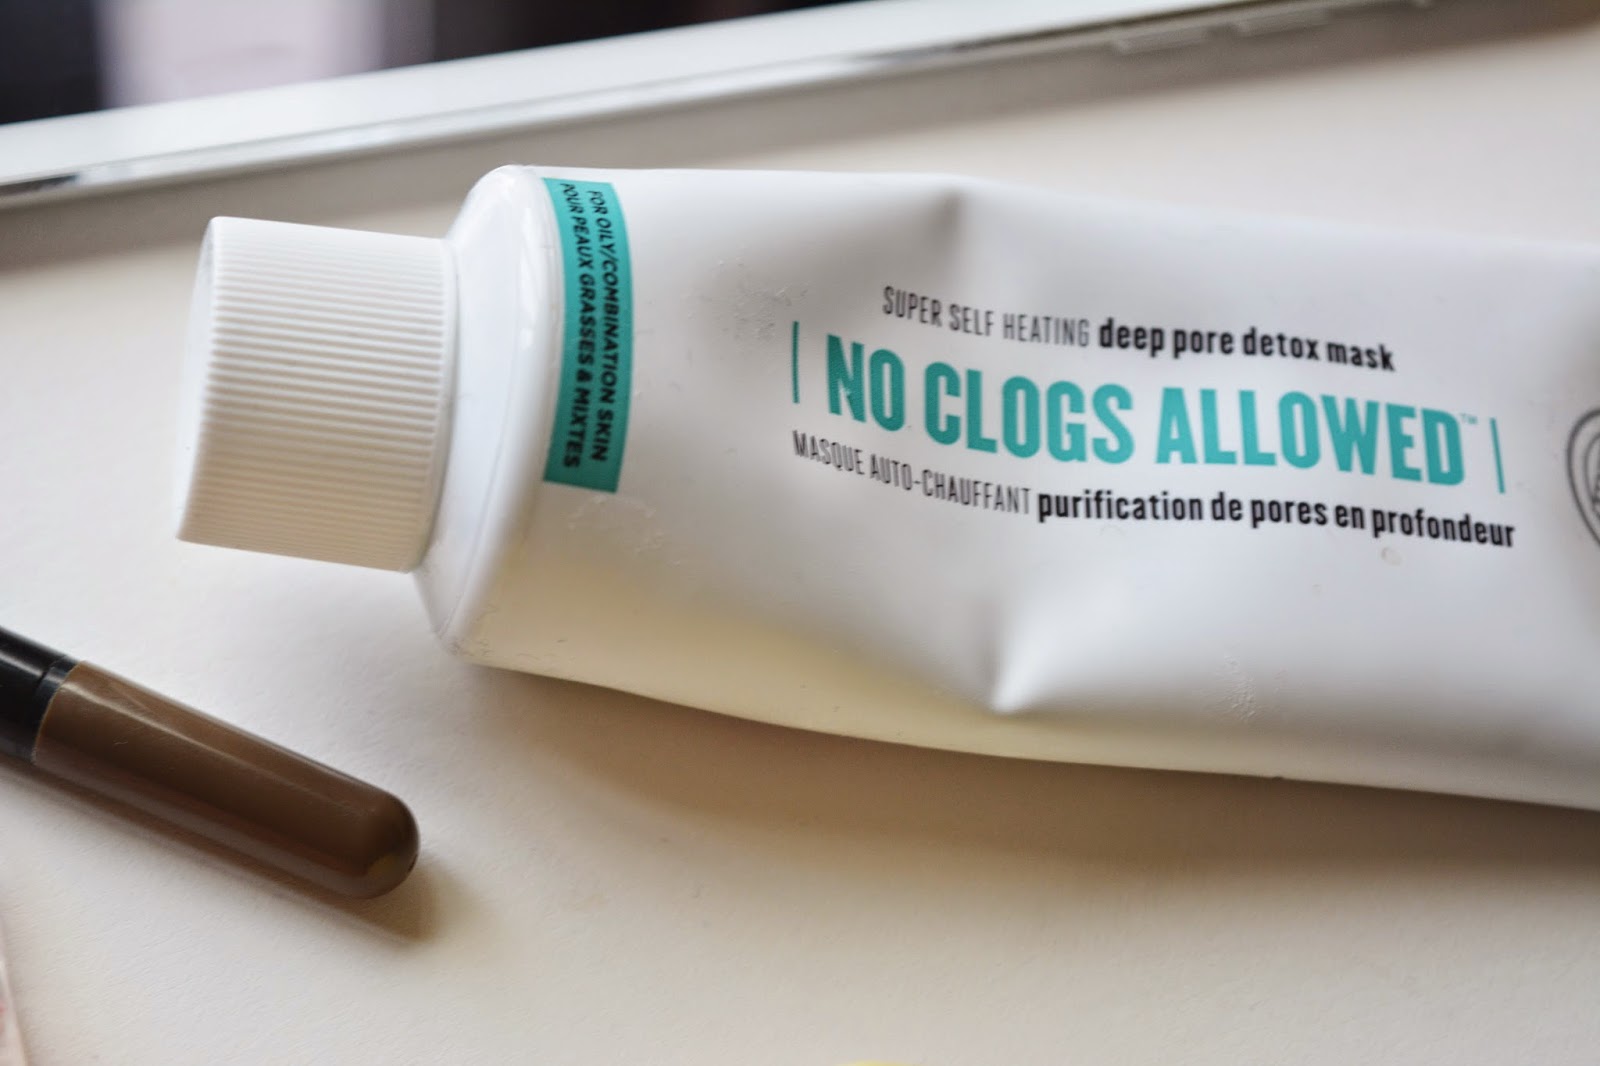 FOR OILY/COMBINATION SKIN
POUR PEAUX GRASSES & MIXTES
SUPER SELF HEATING deep pore detox mask
| NO CLOGS ALLOWED™ |
MASQUE AUTO-CHAUFFANT purification de pores en profondeur